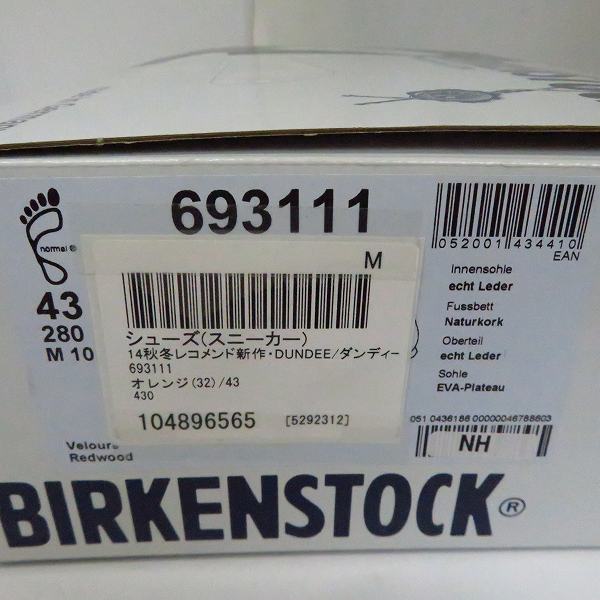 693111
normal ®
43
280
M 10
M
シューズ(スニーカー)
14秋冬レコメンド新作・DUNDEE/ダンディー
693111
オレンジ(32)/43
430
104896565 [5292312]
052001 434410
EAN
Innensohle
echt Leder
Fussbett
Naturkork
Oberteil
echt Leder
Sohle
EVA-Plateau
051 0436186 00000046788603
NH
Velours
Redwood
BIRKENSTOCK®